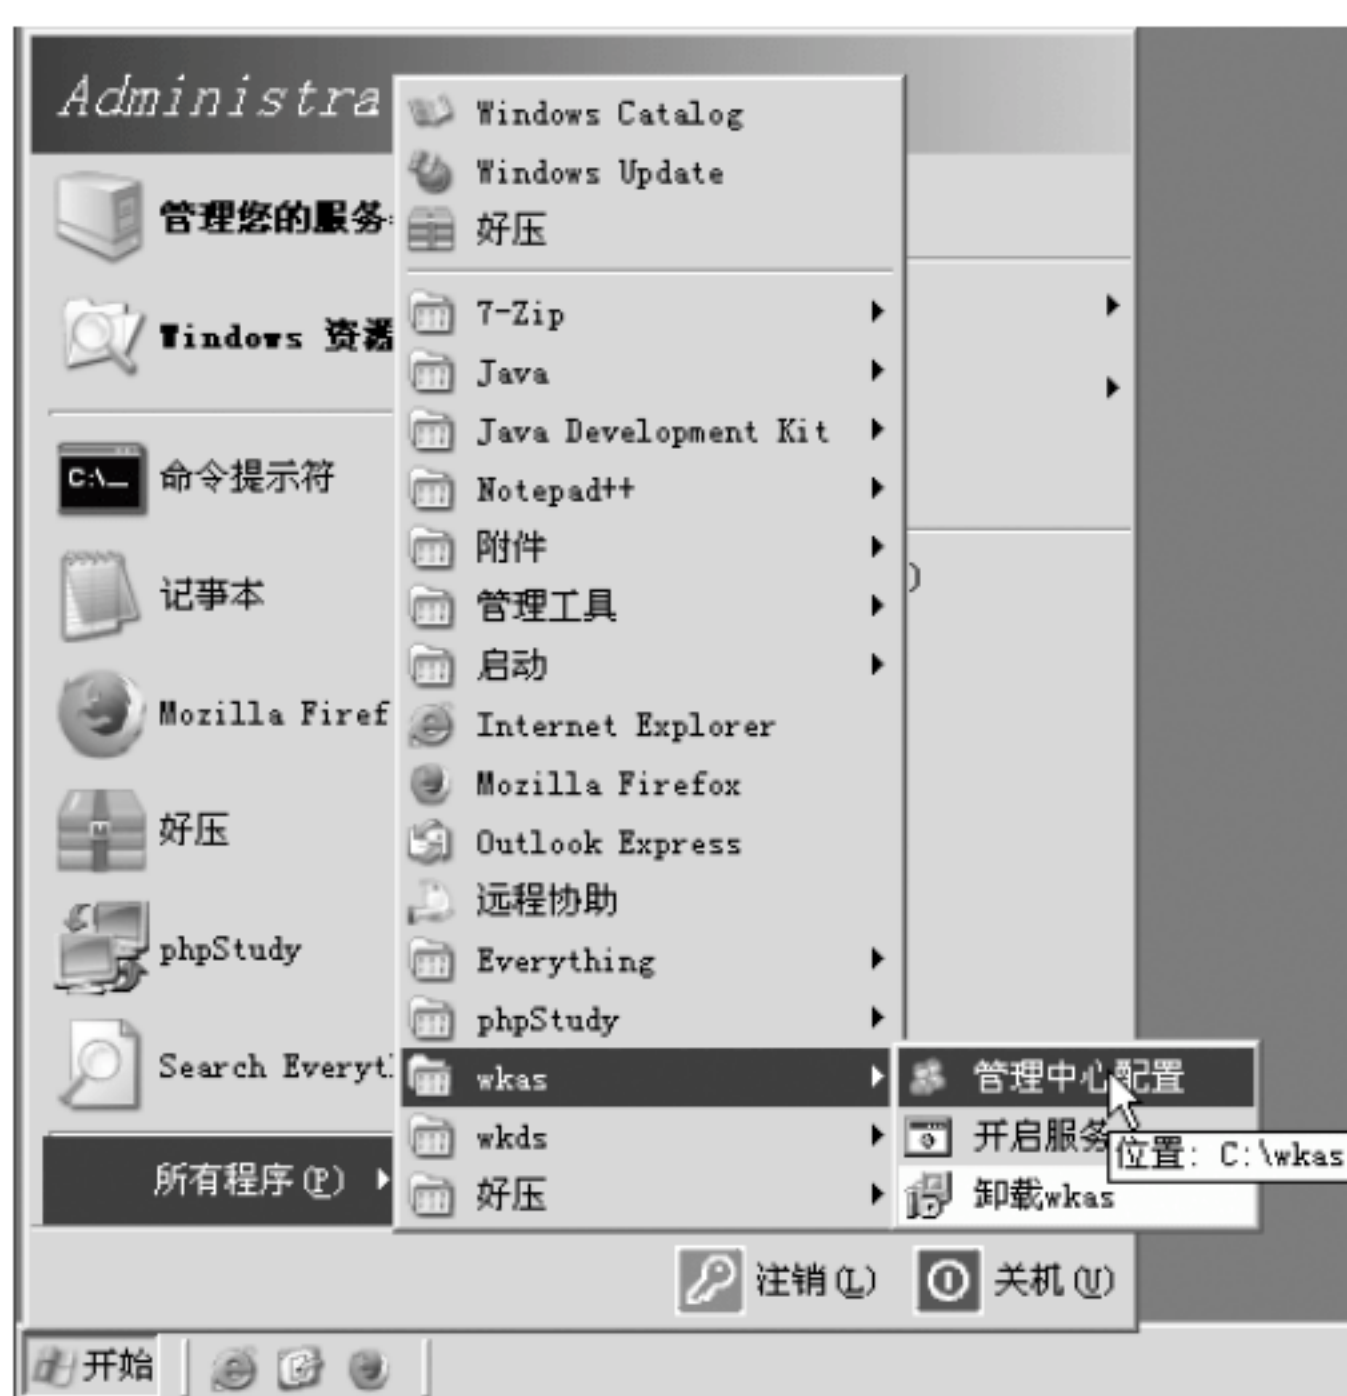 Administra
管理您的服务
Windows 资源
命令提示符
记事本
Mozilla Firef
好压
phpStudy
Search Everyt
所有程序(P)
Windows Catalog
Windows Update
好压
7-Zip
Java
Java Development Kit
Notepad++
附件
管理工具
启动
)
Internet Explorer
Mozilla Firefox
Outlook Express
远程协助
Everything
phpStudy
wkas
wkds
好压
管理中心配置
开启服务
位置: C:\wkas
卸载wkas
注销(L)
关机(U)
开始
C:\_